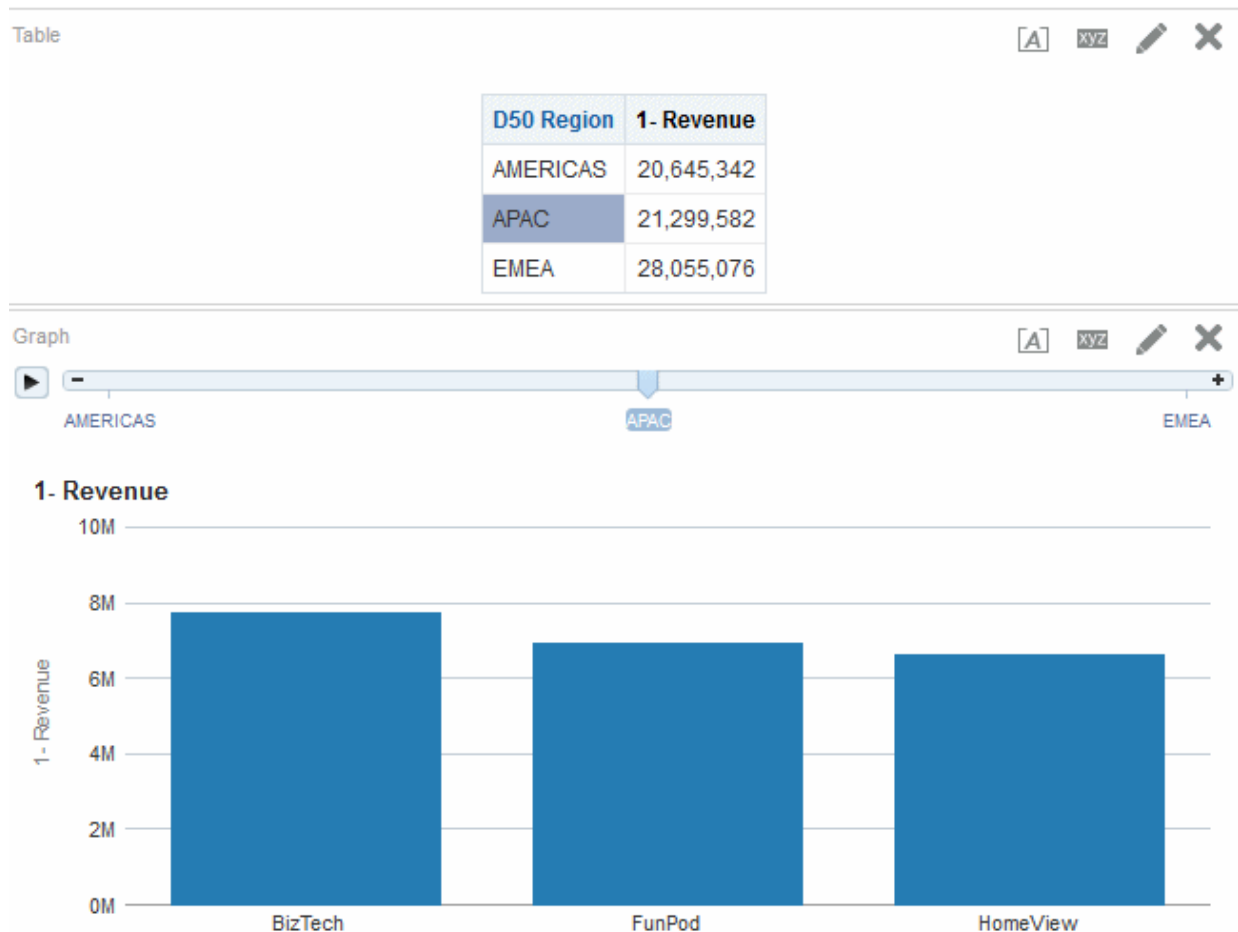 Table
[A] xyz
D50 Region 1- Revenue
AMERICAS 20,645,342
APAC 21,299,582
EMEA 28,055,076
Graph
[A] xyz
- +
AMERICAS APAC EMEA
1- Revenue
10M
8M
6M
4M
2M
0M
1- Revenue
BizTech FunPod HomeView